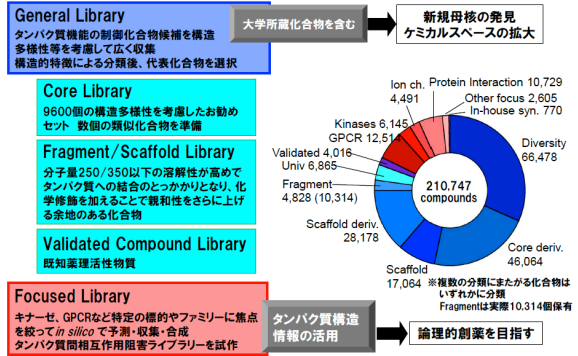 General Library
タンパク質機能の制御化合物候補を構造
多様性等を考慮して広く収集
構造的特徴による分類後、代表化合物を選択
大学所蔵化合物を含む
新規母核の発見
ケミカルスペースの拡大
Core Library
9600個の構造多様性を考慮したお勧め
セット 数個の類似化合物を準備
Fragment/Scaffold Library
分子量250/350以下の溶解性が高めで
タンパク質への結合のとっかかりとなり、化
学修飾を加えることで親和性をさらに上げ
る余地のある化合物
Validated Compound Library
既知薬理活性物質
Focused Library
キナーゼ、GPCRなど特定の標的やファミリーに焦点
を絞ってin silicoで予測・収集・合成
タンパク質間相互作用阻害ライブラリーを試作
タンパク質構造
情報の活用
論理的創薬を目指す
Ion ch.
4,491
Protein Interaction 10,729
Other focus 2,605
In-house syn. 770
Kinases 6,145
GPCR 12,514
Validated 4,016
Univ 6,865
Fragment
4,828 (10,314)
Scaffold deriv.
28,178
Scaffold
17,064
Core deriv.
46,064
Diversity
66,478
210,747
compounds
※複数の分類にまたがる化合物は
いずれかに分類
Fragmentは実際10,314個保有